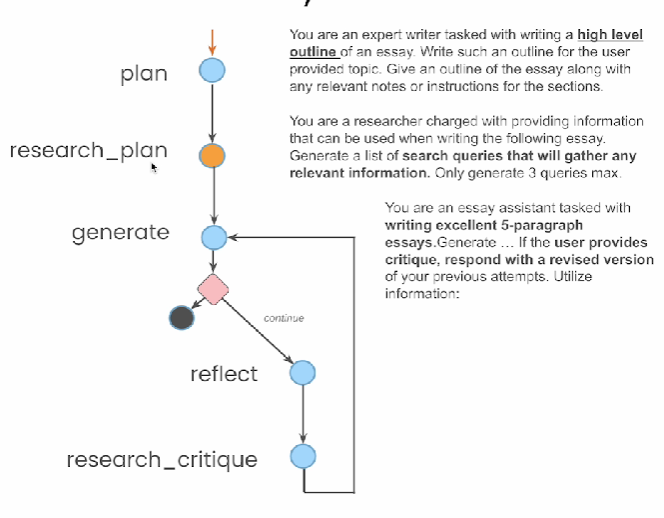 You are an expert writer tasked with writing a high level
outline of an essay. Write such an outline for the user
provided topic. Give an outline of the essay along with
any relevant notes or instructions for the sections.
plan
You are a researcher charged with providing information
that can be used when writing the following essay.
Generate a list of search queries that will gather any
relevant information. Only generate 3 queries max.
research_plan
You are an essay assistant tasked with
writing excellent 5-paragraph
essays.Generate ... If the user provides
critique, respond with a revised version
of your previous attempts. Utilize
information:
generate
continue
reflect
research_critique